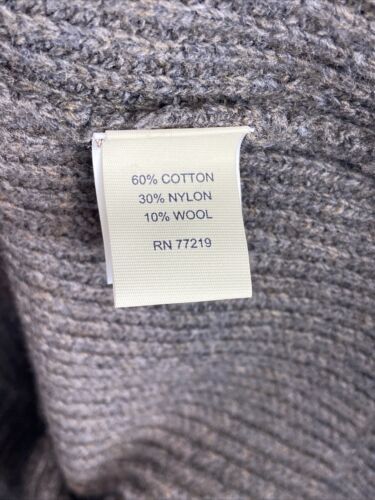 60% COTTON
30% NYLON
10% WOOL
RN 77219